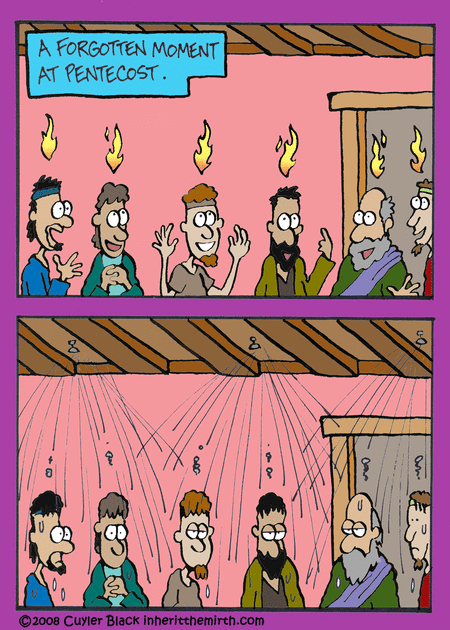 A FORGOTTEN MOMENT
AT PENTECOST.
©2008 Cuyler Black inheritthemirth.com